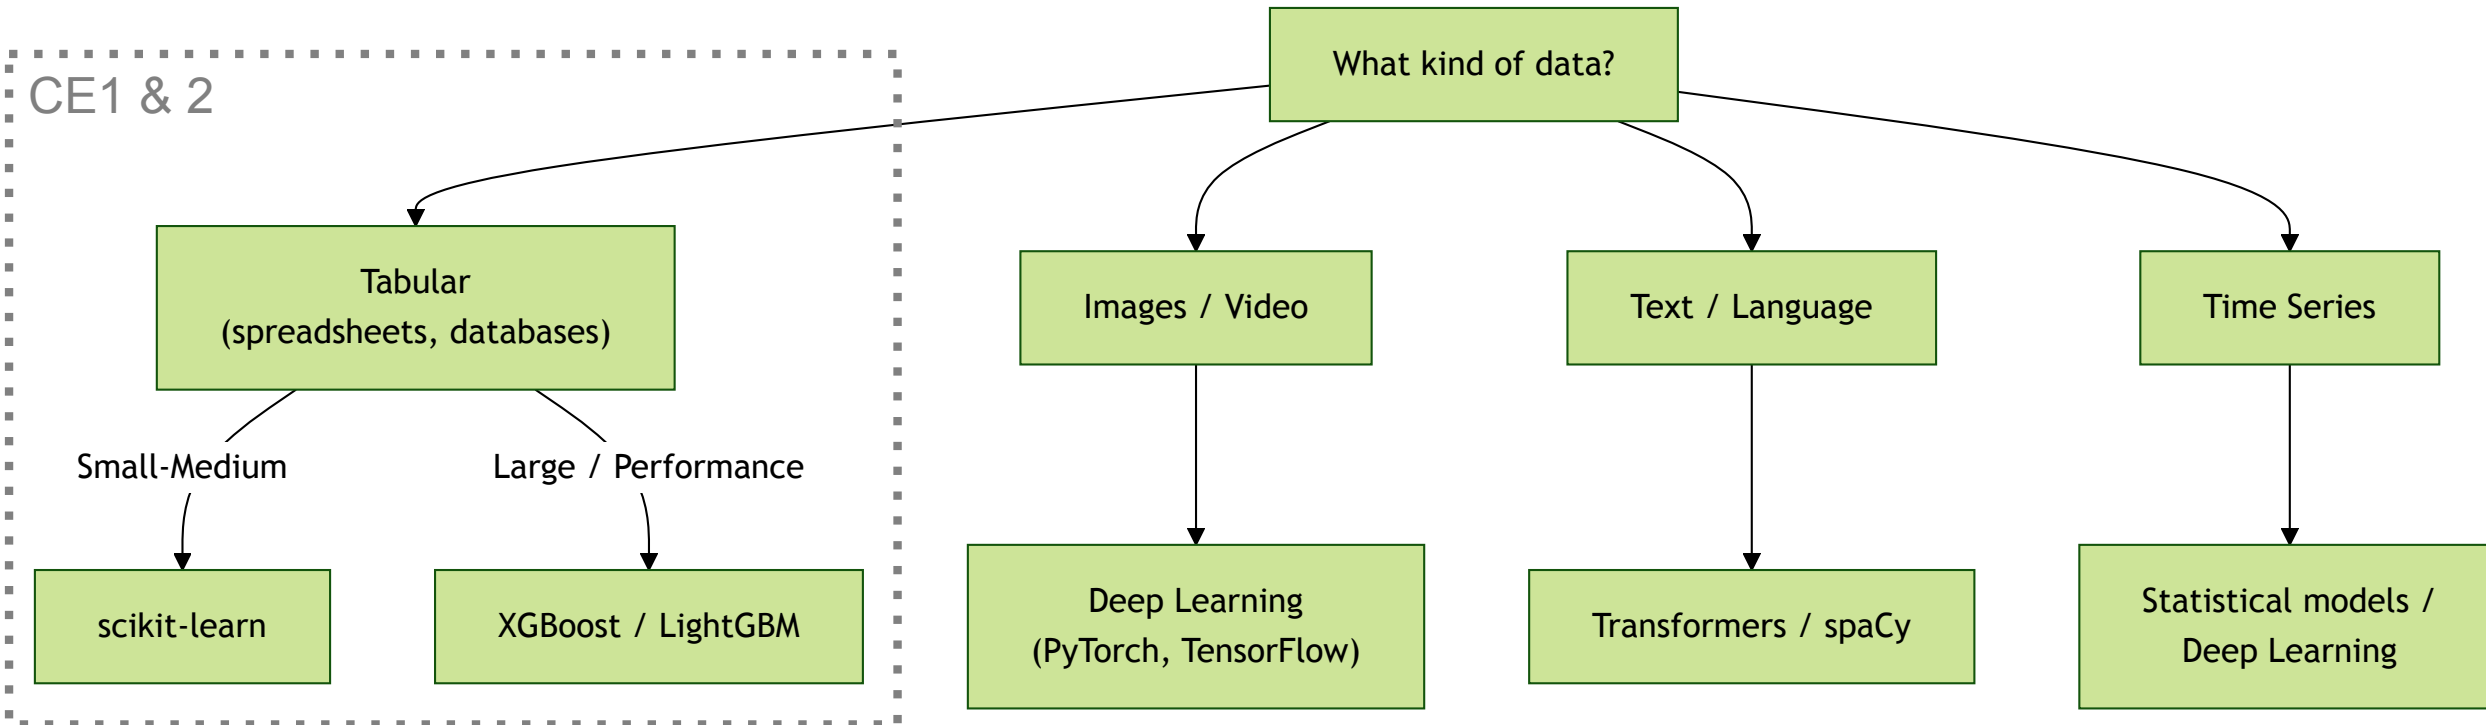 What kind of data?
CE1 & 2
Tabular
(spreadsheets, databases)
Images / Video
Text / Language
Time Series
Small-Medium
Large / Performance
scikit-learn
XGBoost / LightGBM
Deep Learning
(PyTorch, TensorFlow)
Transformers / spaCy
Statistical models /
Deep Learning